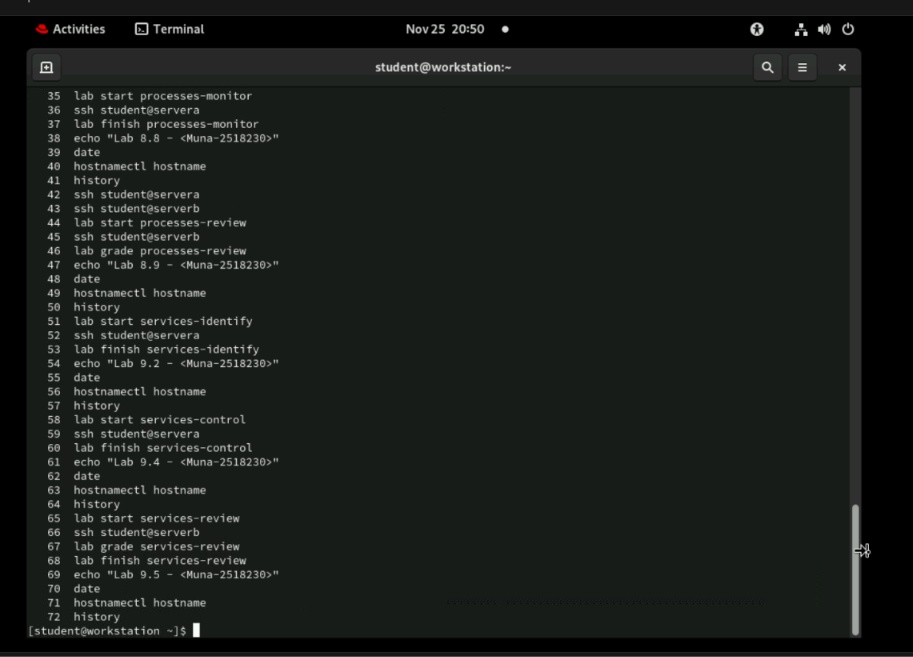 Activities Terminal Nov 25 20:50
student@workstation:~
35 lab start processes-monitor
36 ssh student@servera
37 lab finish processes-monitor
38 echo "Lab 8.8 - <Muna-2518230>"
39 date
40 hostnamectl hostname
41 history
42 ssh student@servera
43 ssh student@serverb
44 lab start processes-review
45 ssh student@serverb
46 lab grade processes-review
47 echo "Lab 8.9 - <Muna-2518230>"
48 date
49 hostnamectl hostname
50 history
51 lab start services-identify
52 ssh student@servera
53 lab finish services-identify
54 echo "Lab 9.2 - <Muna-2518230>"
55 date
56 hostnamectl hostname
57 history
58 lab start services-control
59 ssh student@servera
60 lab finish services-control
61 echo "Lab 9.4 - <Muna-2518230>"
62 date
63 hostnamectl hostname
64 history
65 lab start services-review
66 ssh student@serverb
67 lab grade services-review
68 lab finish services-review
69 echo "Lab 9.5 - <Muna-2518230>"
70 date
71 hostnamectl hostname
72 history
[student@workstation ~]$